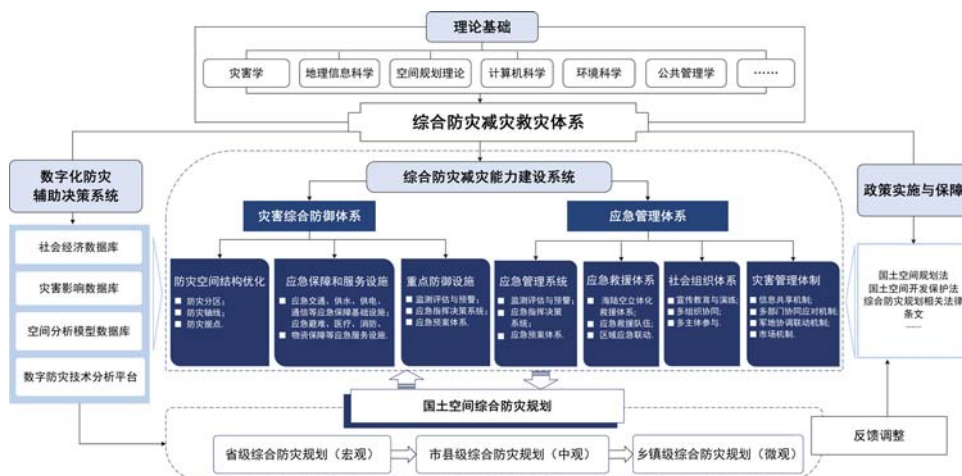 理论基础
灾害学
地理信息科学
空间规划理论
计算机科学
环境科学
公共管理学
……
综合防灾减灾救灾体系
数字化防灾
辅助决策系统
社会经济数据库
灾害影响数据库
空间分析模型数据库
数字防灾技术分析平台
综合防灾减灾能力建设系统
灾害综合防御体系
应急管理体系
防灾空间结构优化
■ 防灾分区;
■ 防灾轴线;
■ 防灾据点.
应急保障和服务设施
■ 应急交通、供水、供电、
通信等应急保障基础设施;
■ 应急避难、医疗、消防、
物资保障等应急服务设施.
重点防御设施
■ 监测评估与预警;
■ 应急指挥决策系统;
■ 应急预案体系.
应急管理系统
■ 监测评估与预警;
■ 应急指挥决策
系统;
■ 应急预案体系.
应急救援体系
■ 海陆空立体化
救援体系;
■ 应急救援队伍;
■ 区域应急联动.
社会组织体系
■ 宣传教育与演练;
■ 多组织协同;
■ 多主体参与.
灾害管理体制
■ 信息共享机制;
■ 多部门协同应对机制;
■ 军地协调联动机制;
■ 市场机制.
政策实施与保障
国土空间规划法
国土空间开发保护法
综合防灾规划相关法律
条文
……
国土空间综合防灾规划
省级综合防灾规划（宏观）
市县级综合防灾规划（中观）
乡镇级综合防灾规划（微观）
反馈调整